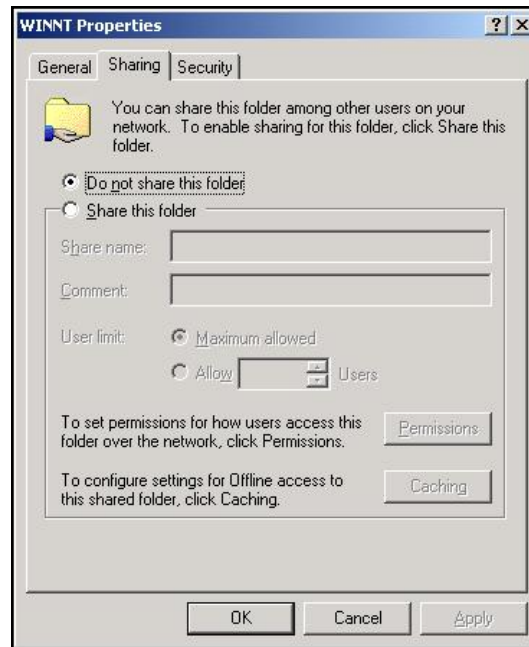 WINNT Properties
General Sharing Security
You can share this folder among other users on your
network. To enable sharing for this folder, click Share this
folder.
Do not share this folder
Share this folder
Share name:
Comment:
User limit: Maximum allowed
Allow Users
To set permissions for how users access this
folder over the network, click Permissions.
Permissions
To configure settings for Offline access to
this shared folder, click Caching.
Caching
OK Cancel Apply